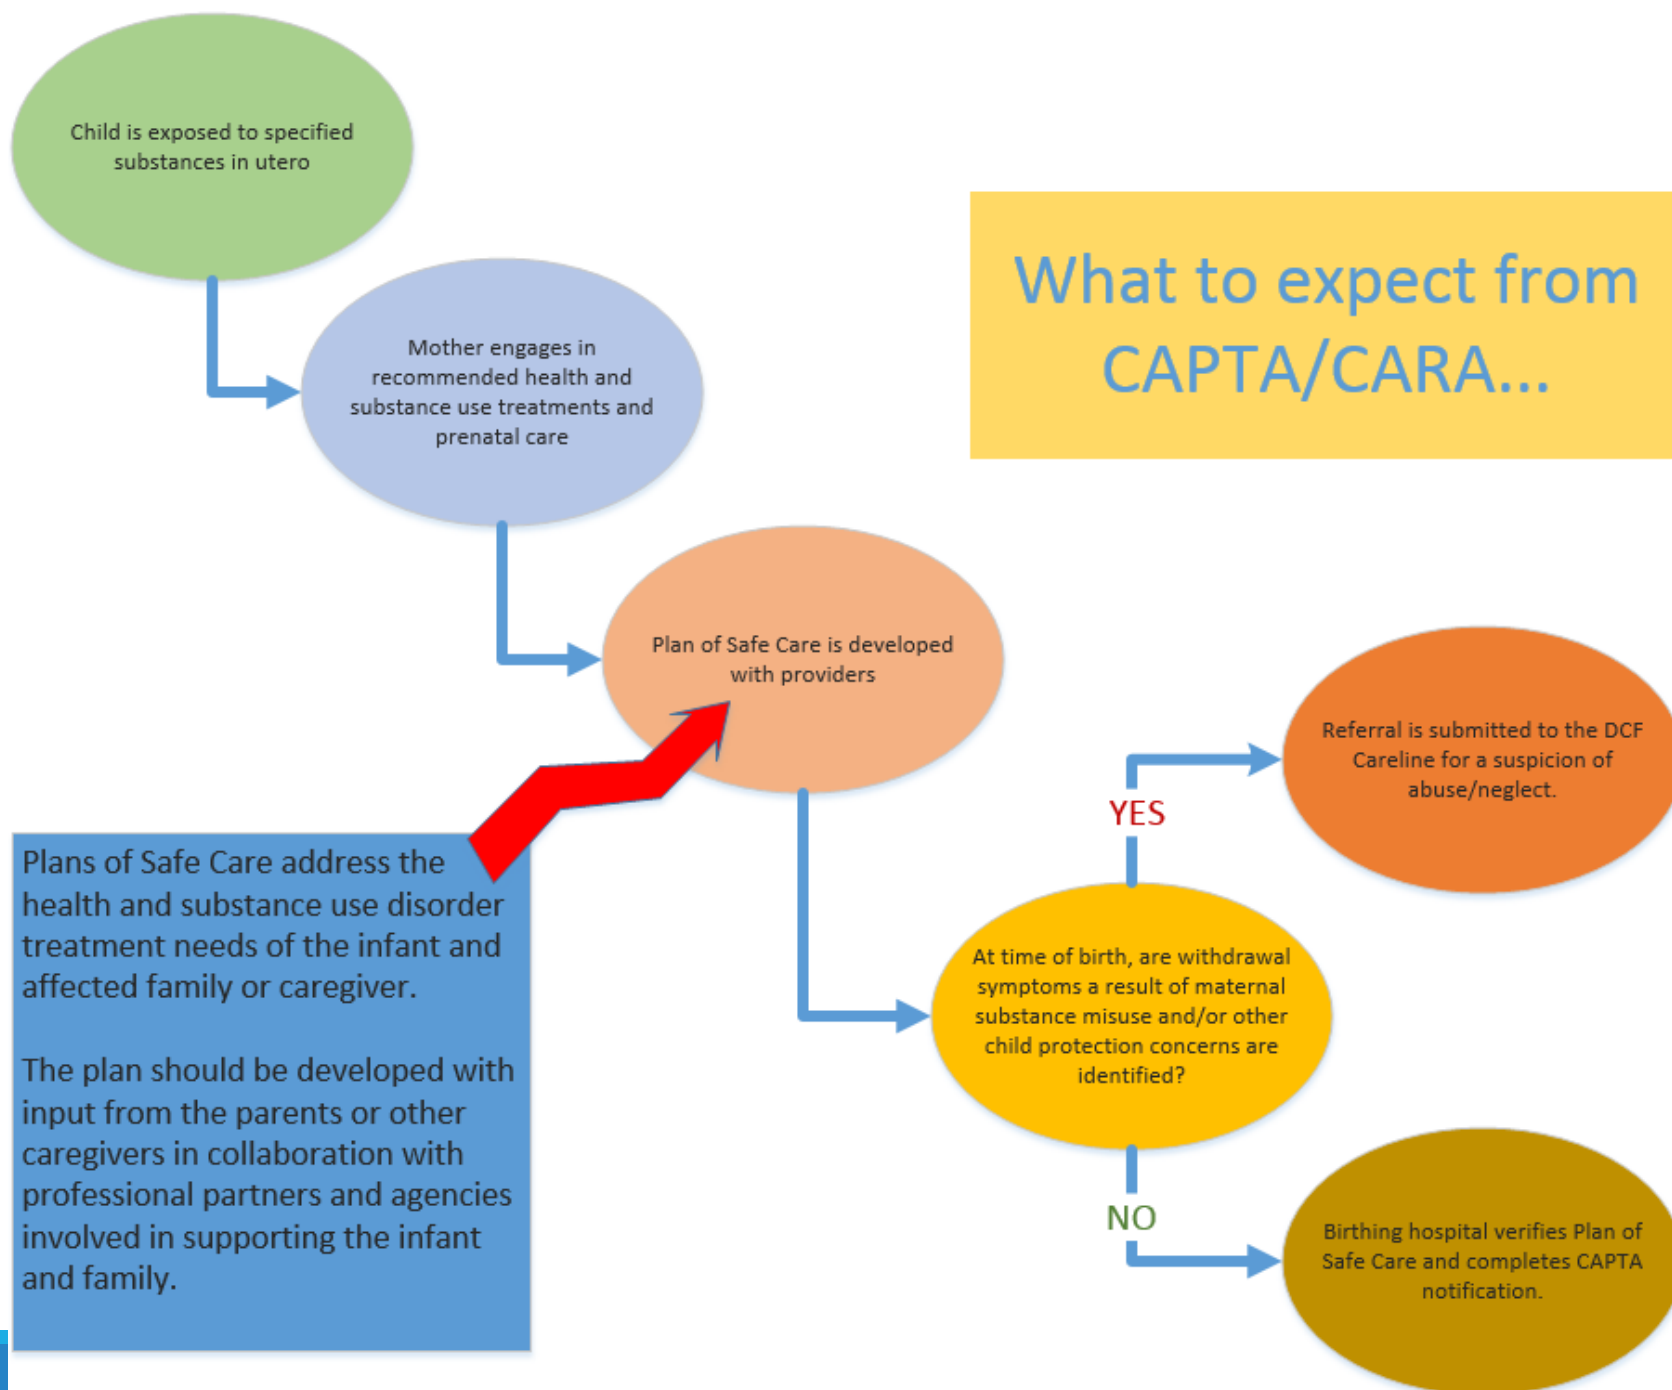 Child is exposed to specified
substances in utero
What to expect from
CAPTA/CARA...
Mother engages in
recommended health and
substance use treatments and
prenatal care
Plan of Safe Care is developed
with providers
Referral is submitted to the DCF
Careline for a suspicion of
abuse/neglect.
YES
Plans of Safe Care address the
health and substance use disorder
treatment needs of the infant and
affected family or caregiver.
The plan should be developed with
input from the parents or other
caregivers in collaboration with
professional partners and agencies
involved in supporting the infant
and family.
At time of birth, are withdrawal
symptoms a result of maternal
substance misuse and/or other
child protection concerns are
identified?
NO
Birthing hospital verifies Plan of
Safe Care and completes CAPTA
notification.